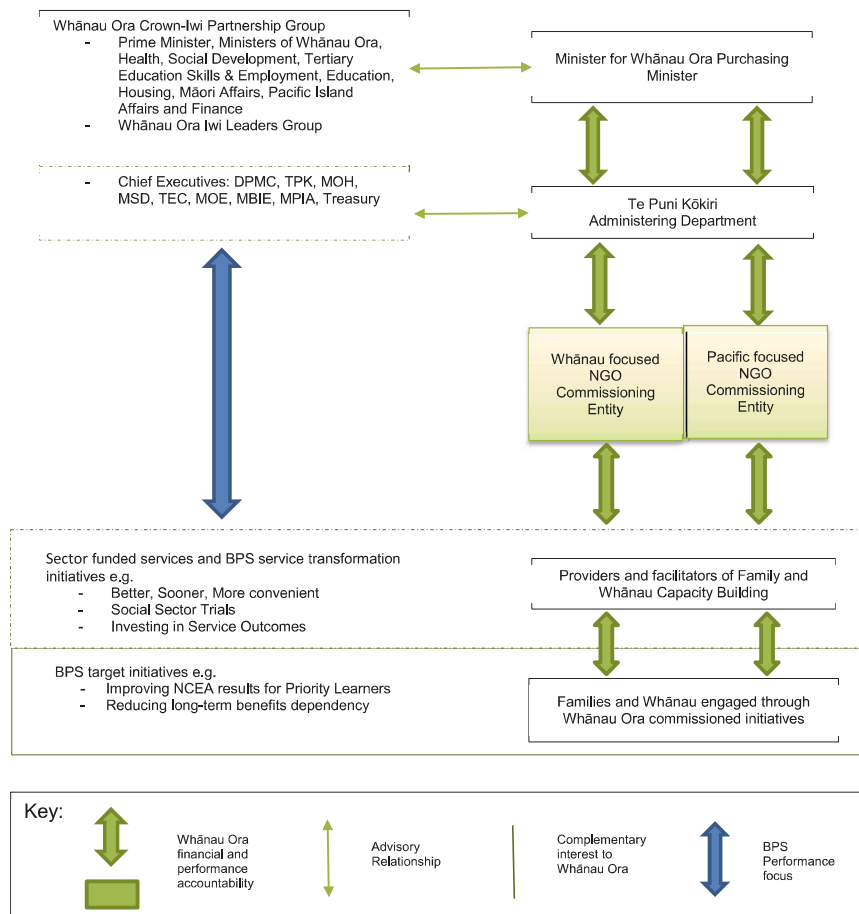 Whānau Ora Crown-Iwi Partnership Group
- Prime Minister, Ministers of Whānau Ora,
Health, Social Development, Tertiary
Education Skills & Employment, Education,
Housing, Māori Affairs, Pacific Island
Affairs and Finance
- Whānau Ora Iwi Leaders Group
Minister for Whānau Ora Purchasing
Minister
- Chief Executives: DPMC, TPK, MOH,
MSD, TEC, MOE, MBIE, MPIA, Treasury
Te Puni Kōkiri
Administering Department
Whānau focused
NGO
Commissioning
Entity
Pacific focused
NGO
Commissioning
Entity
Sector funded services and BPS service transformation
initiatives e.g.
- Better, Sooner, More convenient
- Social Sector Trials
- Investing in Service Outcomes
Providers and facilitators of Family and
Whānau Capacity Building
BPS target initiatives e.g.
- Improving NCEA results for Priority Learners
- Reducing long-term benefits dependency
Families and Whānau engaged through
Whānau Ora commissioned initiatives
Key:
Whānau Ora
financial and
performance
accountability
Advisory
Relationship
Complementary
interest to
Whānau Ora
BPS
Performance
focus